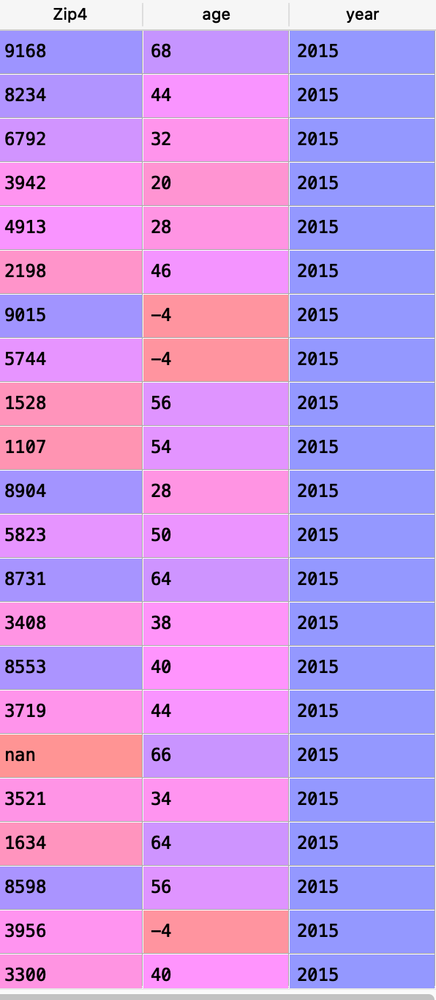 Zip4 age year
9168 68 2015
8234 44 2015
6792 32 2015
3942 20 2015
4913 28 2015
2198 46 2015
9015 −4 2015
5744 −4 2015
1528 56 2015
1107 54 2015
8904 28 2015
5823 50 2015
8731 64 2015
3408 38 2015
8553 40 2015
3719 44 2015
nan 66 2015
3521 34 2015
1634 64 2015
8598 56 2015
3956 −4 2015
3300 40 2015